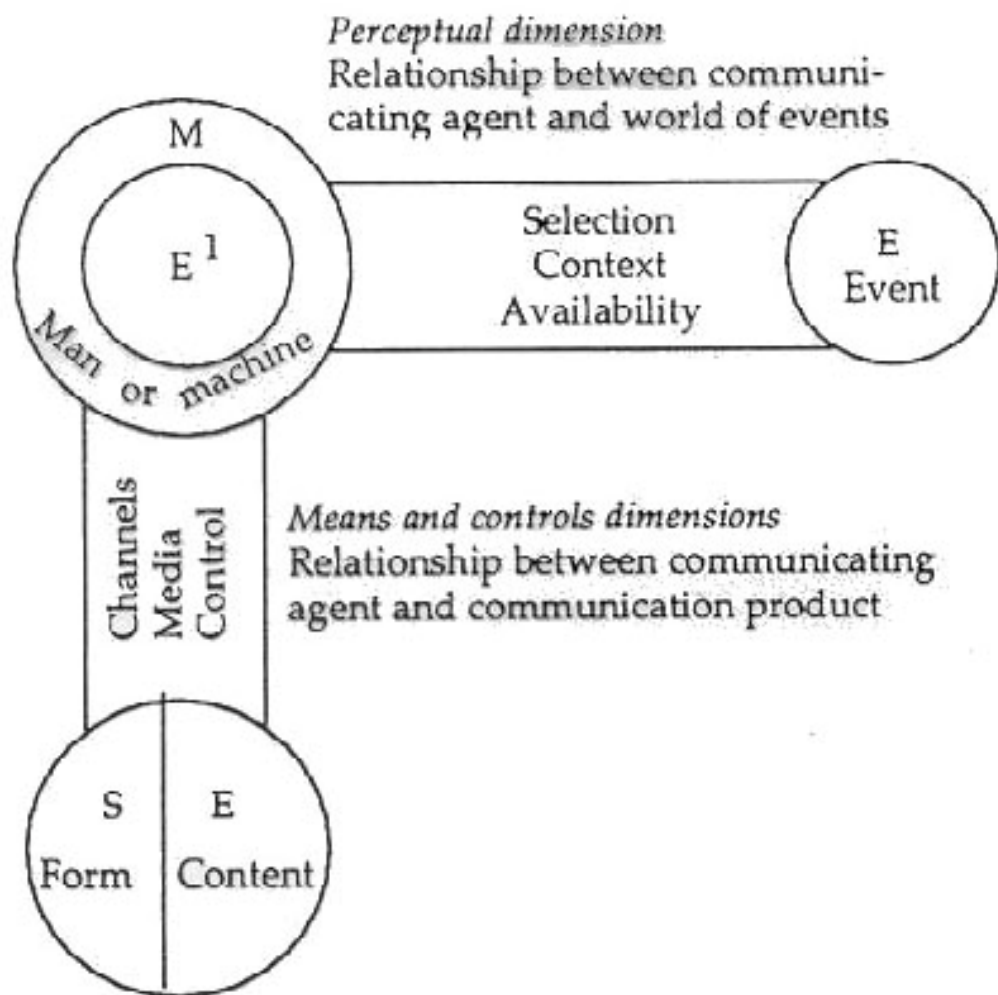 Perceptual dimension
Relationship between communi-
cating agent and world of events
M
E 1
Man or machine
Selection
Context
Availability
E
Event
Channels
Media
Control
Means and controls dimensions
Relationship between communicating
agent and communication product
S E
Form Content